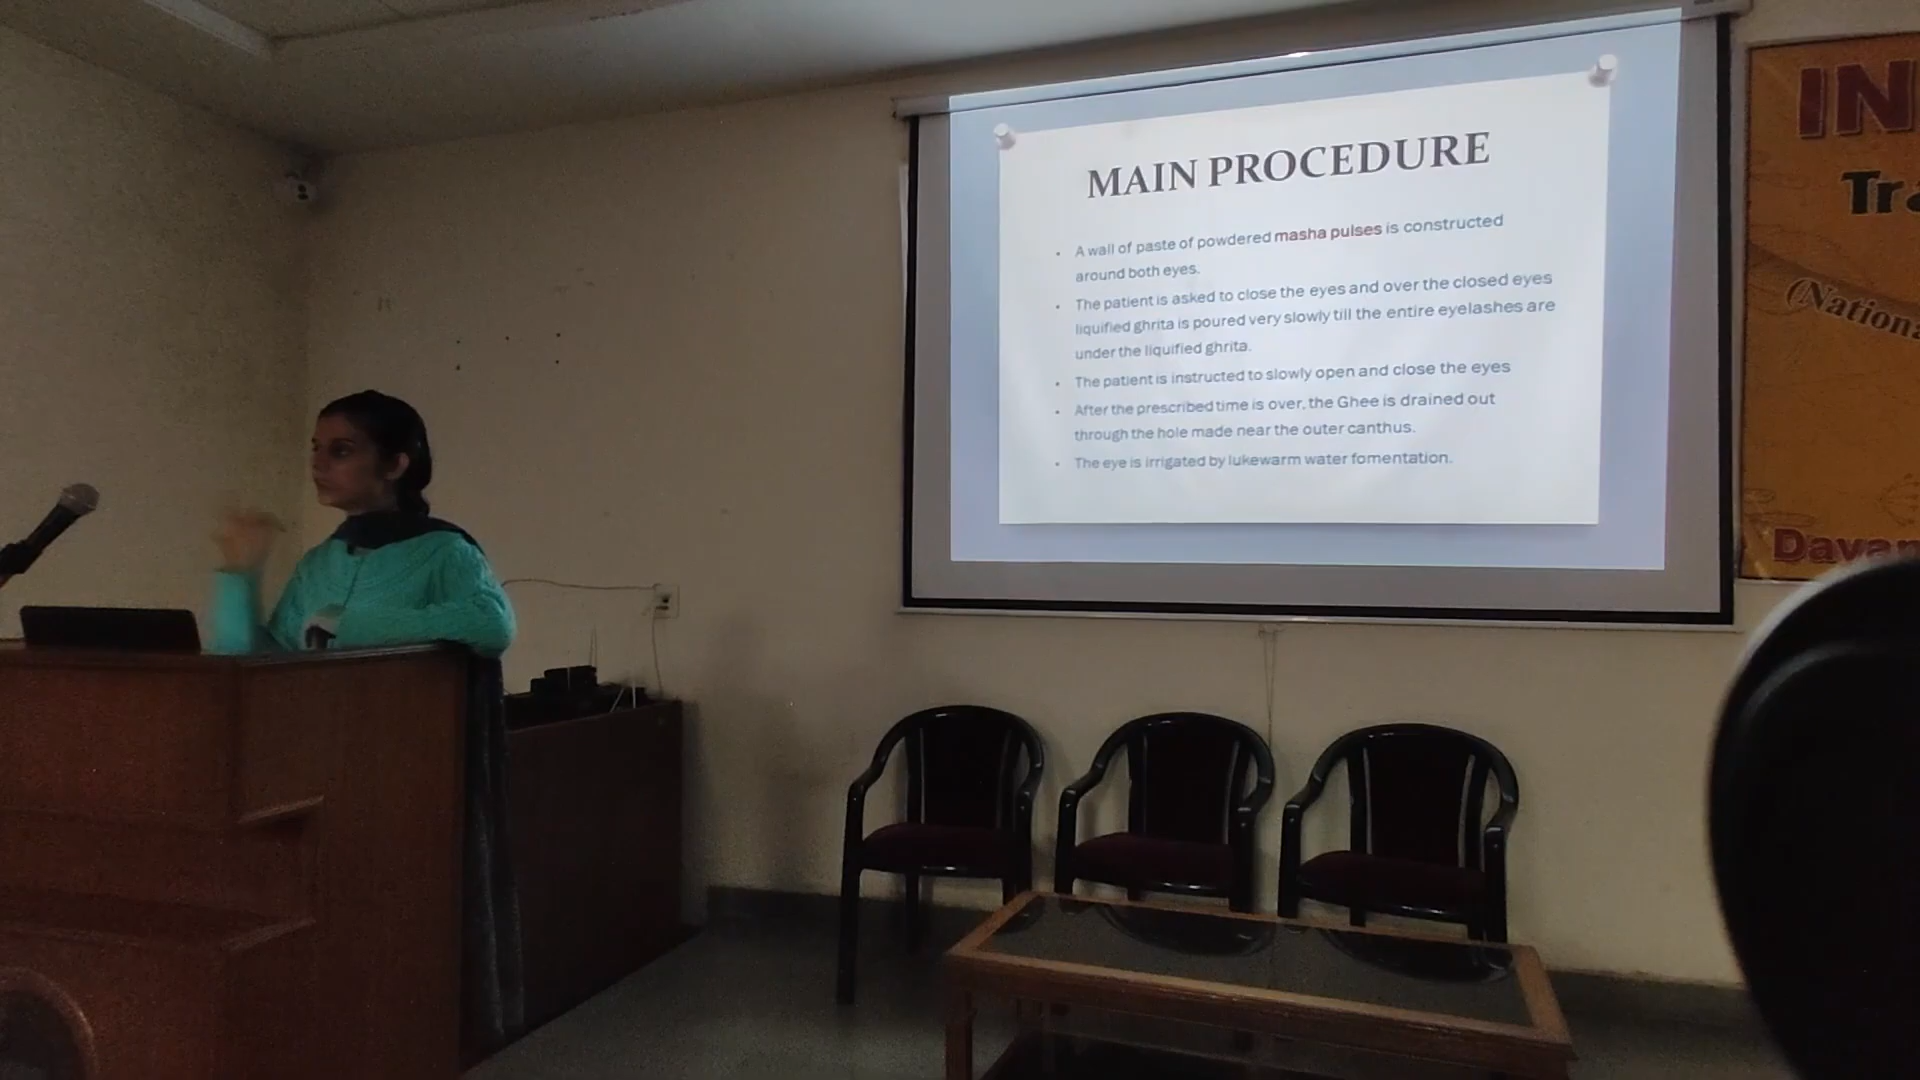 MAIN PROCEDURE
• A wall of paste of powdered masha pulses is constructed
around both eyes.
• The patient is asked to close the eyes and over the closed eyes
liquified ghrita is poured very slowly till the entire eyelashes are
under the liquified ghrita.
• The patient is instructed to slowly open and close the eyes
• After the prescribed time is over, the Ghee is drained out
through the hole made near the outer canthus.
• The eye is irrigated by lukewarm water fomentation.
IN
Tra
(Nationa
Dayan